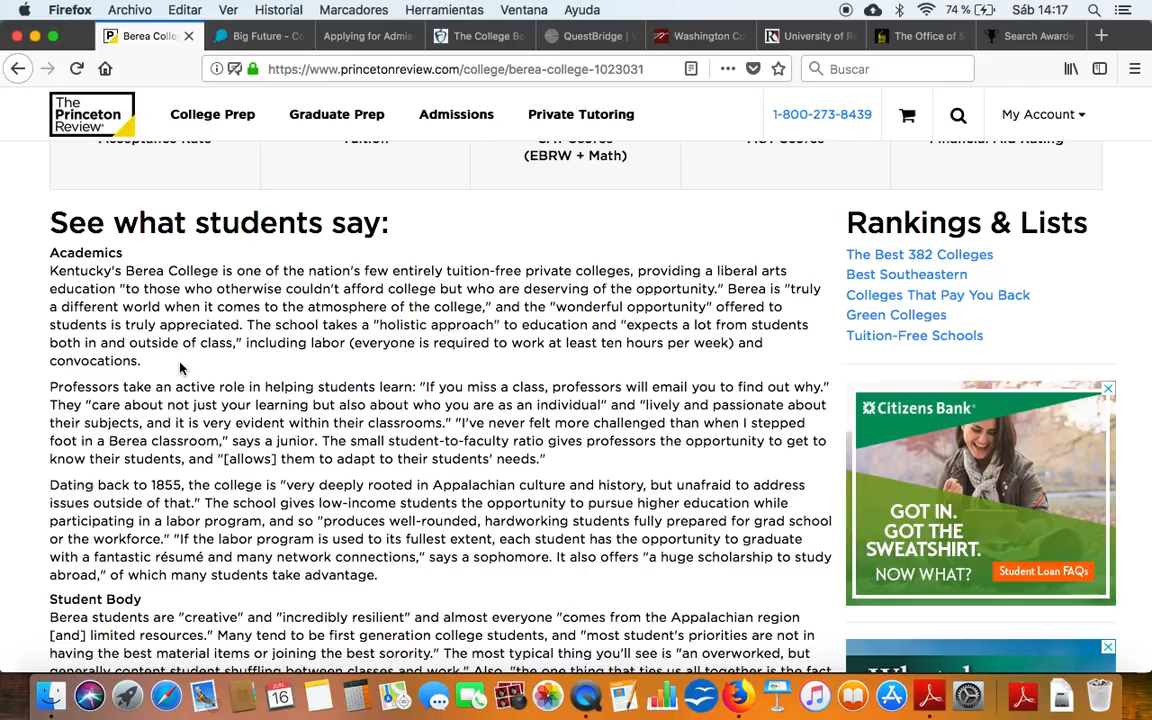 Firefox Archivo Editar Ver Historial Marcadores Herramientas Ventana Ayuda 74 % Sáb 14:17
Berea Colle Big Future - Co Applying for Admis The College Bo QuestBridge | Washington Co University of R The Office of S Search Awards
https://www.princetonreview.com/college/berea-college-1023031 Buscar
The Princeton Review®
College Prep Graduate Prep Admissions Private Tutoring 1-800-273-8439 My Account
Acceptance Rate Tuition SAT Scores ACT Scores Financial Aid Rating
(EBRW + Math)
See what students say:
Academics
Kentucky's Berea College is one of the nation's few entirely tuition-free private colleges, providing a liberal arts
education "to those who otherwise couldn't afford college but who are deserving of the opportunity." Berea is "truly
a different world when it comes to the atmosphere of the college," and the "wonderful opportunity" offered to
students is truly appreciated. The school takes a "holistic approach" to education and "expects a lot from students
both in and outside of class," including labor (everyone is required to work at least ten hours per week) and
convocations.
Professors take an active role in helping students learn: "If you miss a class, professors will email you to find out why."
They "care about not just your learning but also about who you are as an individual" and "lively and passionate about
their subjects, and it is very evident within their classrooms." "I've never felt more challenged than when I stepped
foot in a Berea classroom," says a junior. The small student-to-faculty ratio gives professors the opportunity to get to
know their students, and "[allows] them to adapt to their students' needs."
Dating back to 1855, the college is "very deeply rooted in Appalachian culture and history, but unafraid to address
issues outside of that." The school gives low-income students the opportunity to pursue higher education while
participating in a labor program, and so "produces well-rounded, hardworking students fully prepared for grad school
or the workforce." "If the labor program is used to its fullest extent, each student has the opportunity to graduate
with a fantastic résumé and many network connections," says a sophomore. It also offers "a huge scholarship to study
abroad," of which many students take advantage.
Student Body
Berea students are "creative" and "incredibly resilient" and almost everyone "comes from the Appalachian region
[and] limited resources." Many tend to be first generation college students, and "most student's priorities are not in
having the best material items or joining the best sorority." The most typical thing you'll see is "an overworked, but
generally content student shuffling between classes and work." Also, "the one thing that ties us all together is the fact
Rankings & Lists
The Best 382 Colleges
Best Southeastern
Colleges That Pay You Back
Green Colleges
Tuition-Free Schools
Citizens Bank®
GOT IN.
GOT THE
SWEATSHIRT.
NOW WHAT?
Student Loan FAQs
JUN
16